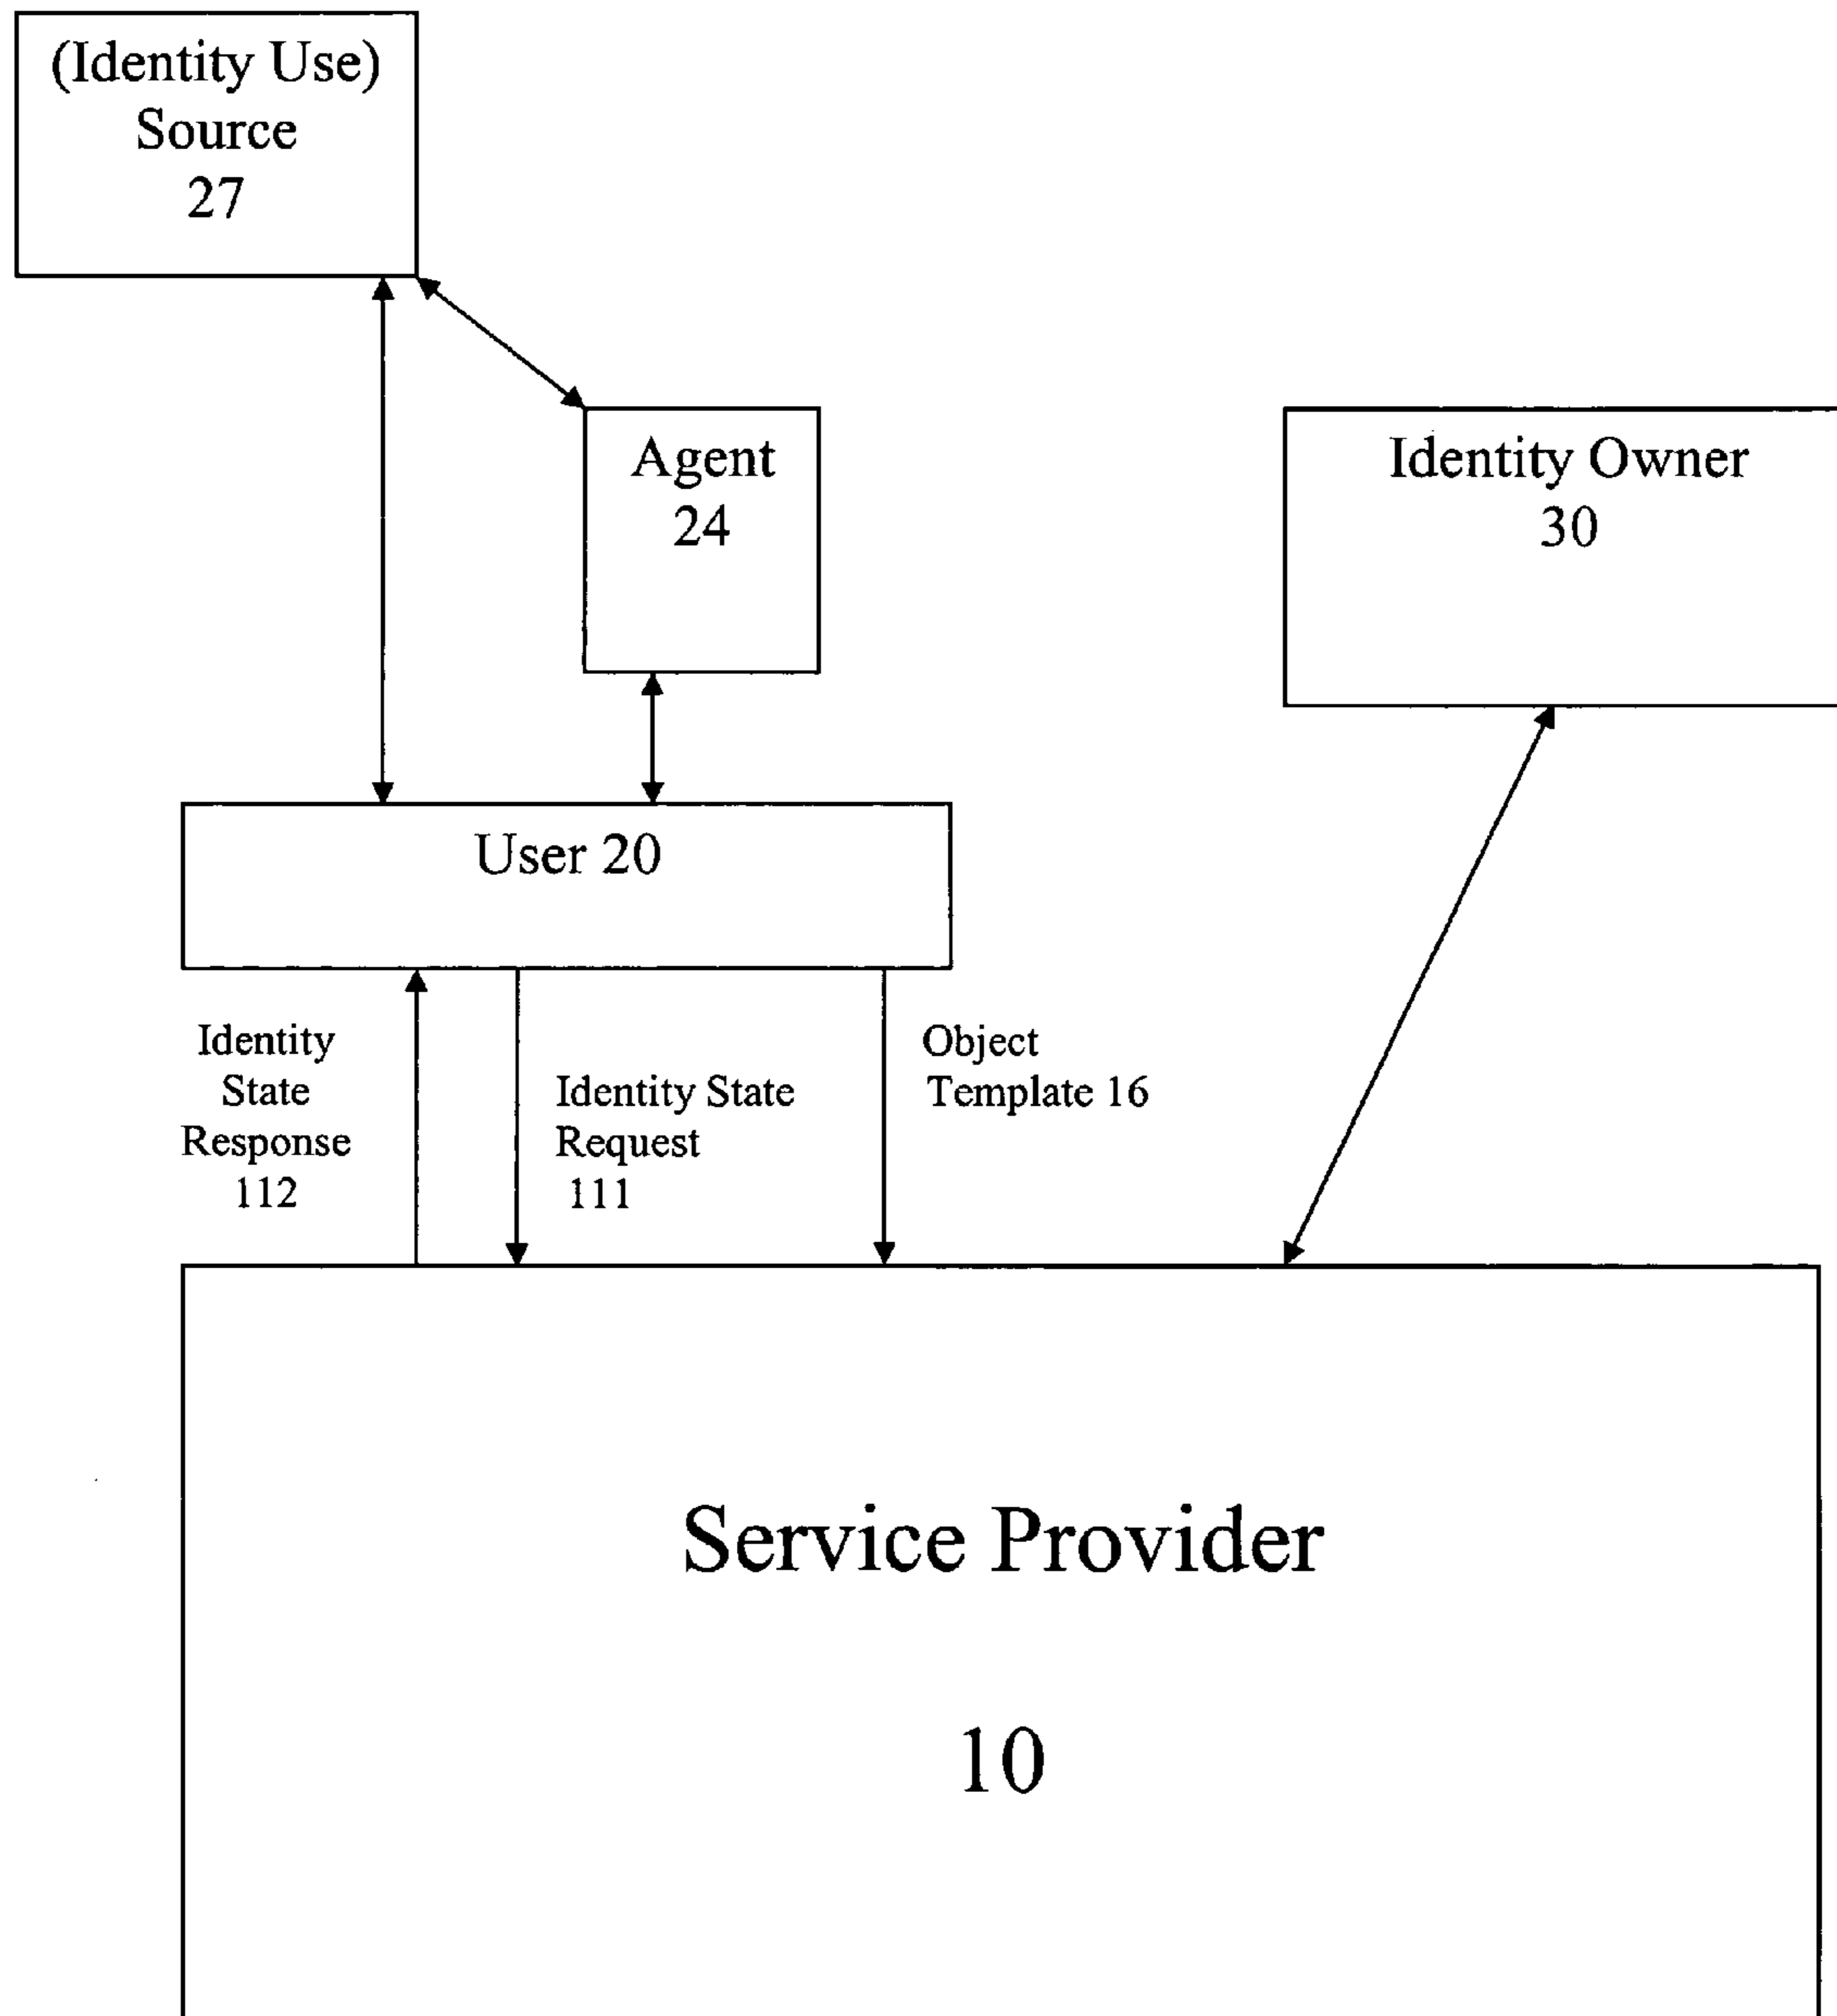 (Identity Use)
Source
27
Agent
24
Identity Owner
30
User 20
Identity
State
Response
112
Identity State
Request
111
Object
Template 16
Service Provider
10